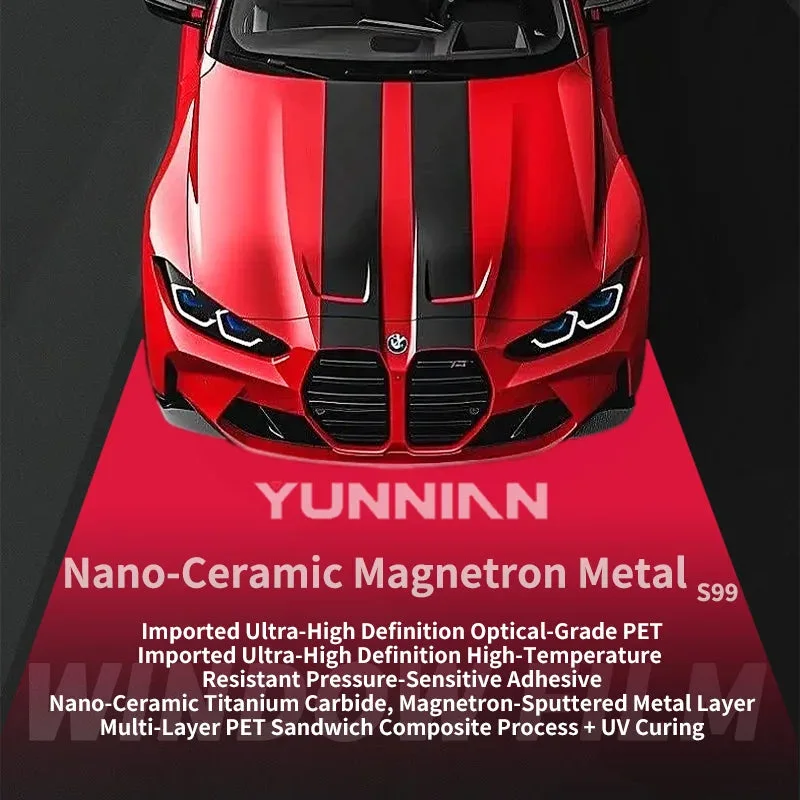 YUNNIAN
Nano-Ceramic Magnetron Metal S99
Imported Ultra-High Definition Optical-Grade PET
Imported Ultra-High Definition High-Temperature
Resistant Pressure-Sensitive Adhesive
Nano-Ceramic Titanium Carbide, Magnetron-Sputtered Metal Layer
Multi-Layer PET Sandwich Composite Process + UV Curing
WINDOW FILM